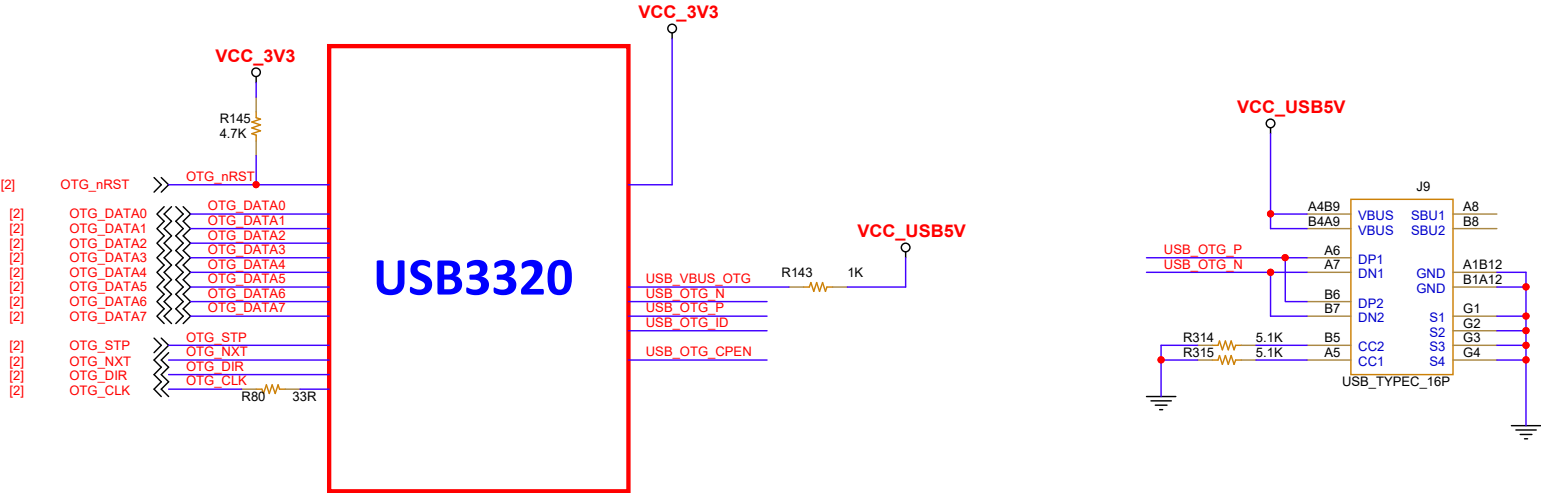 VCC_3V3
VCC_3V3
R145
4.7K
[2] OTG_nRST OTG_nRST
[2] OTG_DATA0 OTG_DATA0
[2] OTG_DATA1 OTG_DATA1
[2] OTG_DATA2 OTG_DATA2
[2] OTG_DATA3 OTG_DATA3
[2] OTG_DATA4 OTG_DATA4
[2] OTG_DATA5 OTG_DATA5
[2] OTG_DATA6 OTG_DATA6
[2] OTG_DATA7 OTG_DATA7
[2] OTG_STP OTG_STP
[2] OTG_NXT OTG_NXT
[2] OTG_DIR OTG_DIR
[2] OTG_CLK OTG_CLK
R80 33R
USB3320
VCC_USB5V
USB_VBUS_OTG R143 1K
USB_OTG_N
USB_OTG_P
USB_OTG_ID
USB_OTG_CPEN
VCC_USB5V
J9
A4B9 VBUS SBU1 A8
B4A9 VBUS SBU2 B8
USB_OTG_P A6 DP1
USB_OTG_N A7 DN1 GND A1B12
GND B1A12
B6 DP2
B7 DN2 S1 G1
S2 G2
R314 5.1K B5 CC2 S3 G3
R315 5.1K A5 CC1 S4 G4
USB_TYPEC_16P